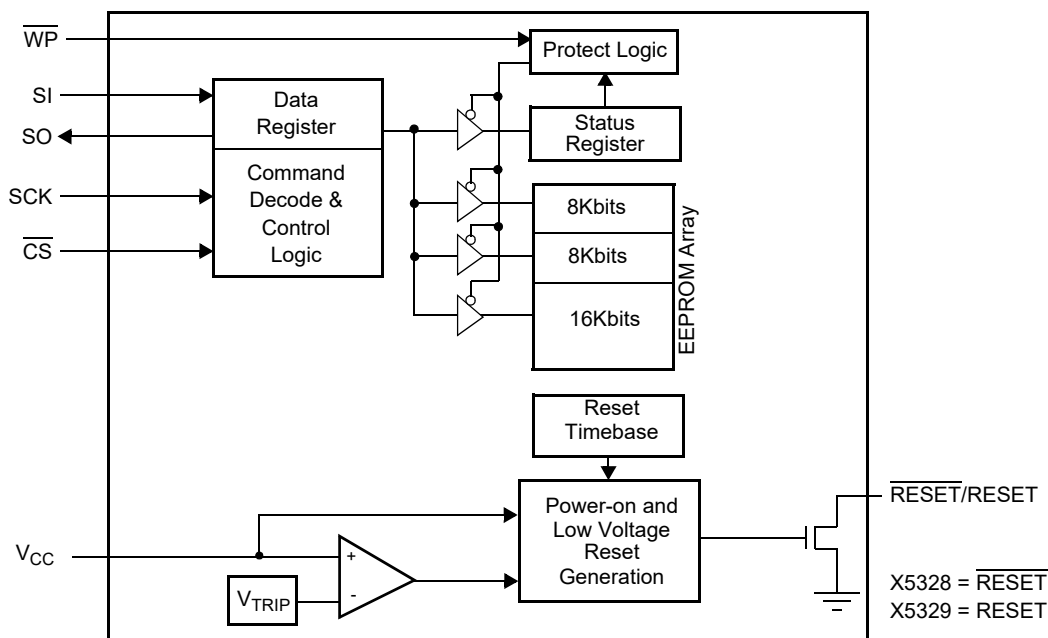 WP
Protect Logic
SI
Data
Register
SO
Status
Register
Command
Decode &
Control
Logic
SCK
CS
8Kbits
8Kbits
16Kbits
EEPROM Array
Reset
Timebase
RESET/RESET
Power-on and
Low Voltage
Reset
Generation
VCC
+
-
VTRIP
X5328 = RESET
X5329 = RESET